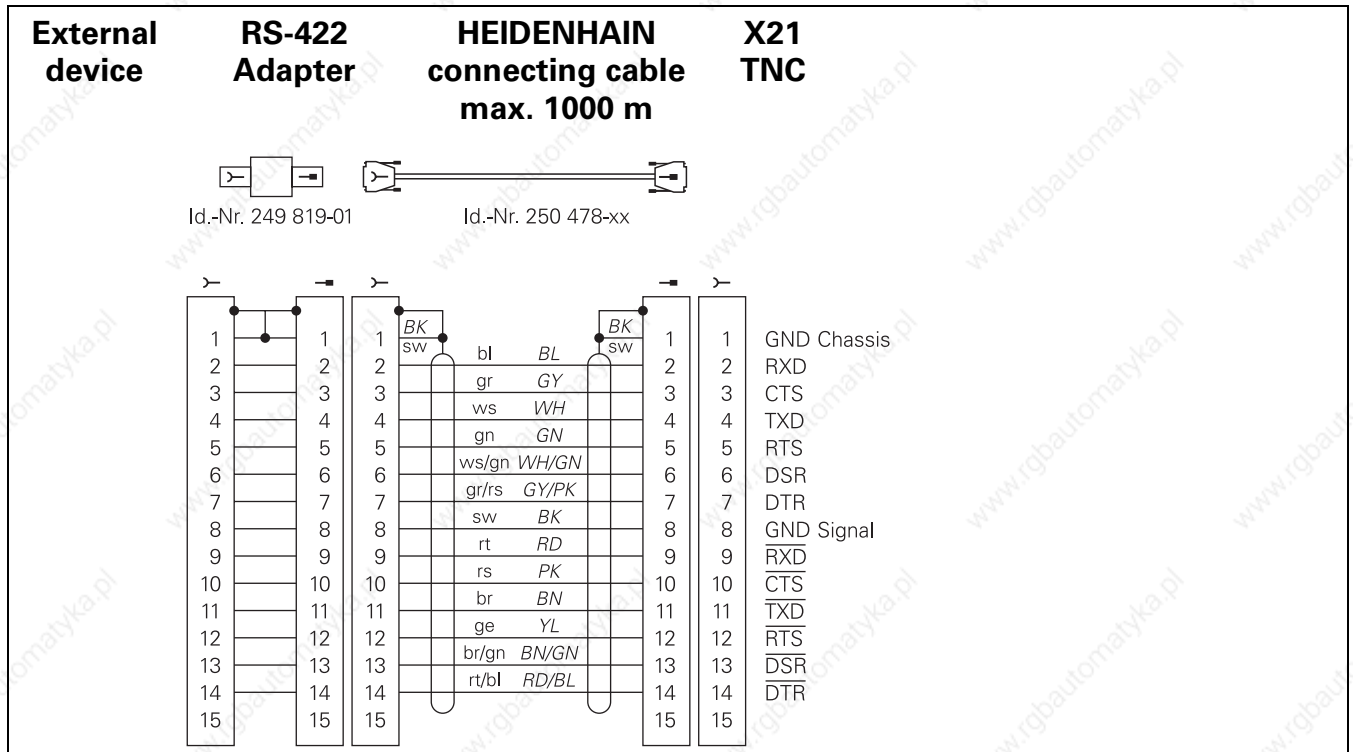 External device RS-422 Adapter HEIDENHAIN connecting cable max. 1000 m X21 TNC
Id.-Nr. 249 819-01 Id.-Nr. 250 478-xx
BK BK
1 1 1 sw sw 1 1 GND Chassis
bl BL
2 2 2 2 2 RXD
gr GY
3 3 3 3 3 CTS
ws WH
4 4 4 4 4 TXD
gn GN
5 5 5 5 5 RTS
ws/gn WH/GN
6 6 6 6 6 DSR
gr/rs GY/PK
7 7 7 7 7 DTR
sw BK
8 8 8 8 8 GND Signal
rt RD
9 9 9 9 9 R̅X̅D̅
rs PK
10 10 10 10 10 C̅T̅S̅
br BN
11 11 11 11 11 T̅X̅D̅
ge YL
12 12 12 12 12 R̅T̅S̅
br/gn BN/GN
13 13 13 13 13 D̅S̅R̅
rt/bl RD/BL
14 14 14 14 14 D̅T̅R̅
15 15 15 15 15
www.rgbautomatyka.pl